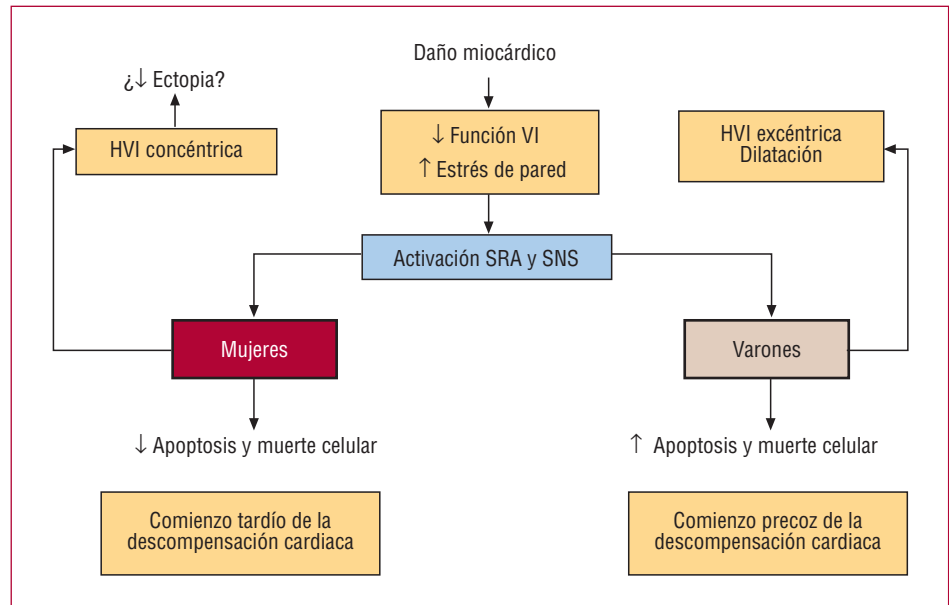 Daño miocárdico
¿↓ Ectopia?
HVI concéntrica
↓ Función VI
↑ Estrés de pared
HVI excéntrica
Dilatación
Activación SRA y SNS
Mujeres
Varones
↓ Apoptosis y muerte celular
↑ Apoptosis y muerte celular
Comienzo tardío de la
descompensación cardiaca
Comienzo precoz de la
descompensación cardiaca